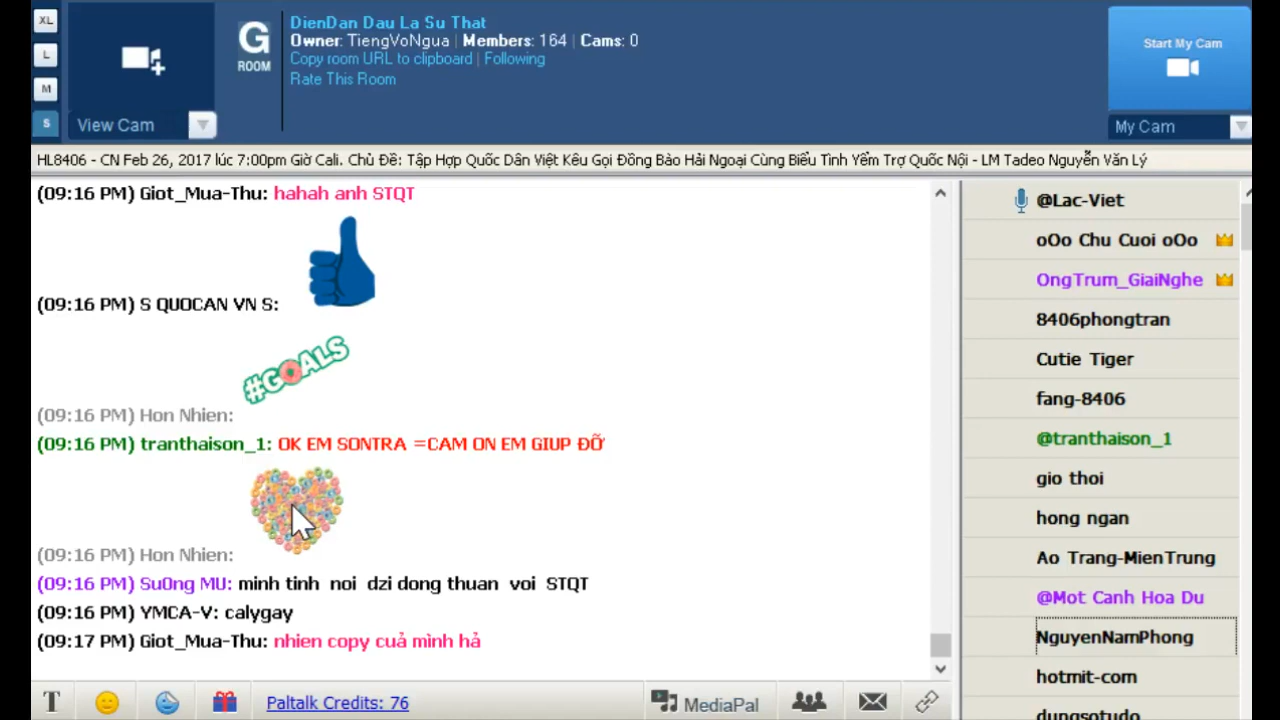 XL
L
M
S
View Cam
G
ROOM
DienDan Dau La Su That
Owner: TiengVoNgua | Members: 164 | Cams: 0
Copy room URL to clipboard | Following
Rate This Room
Start My Cam
My Cam
HL8406 - CN Feb 26, 2017 lúc 7:00pm Giờ Cali. Chủ Đề: Tập Hợp Quốc Dân Việt Kêu Gọi Đồng Bào Hải Ngoại Cùng Biểu Tình Yểm Trợ Quốc Nội - LM Tadeo Nguyễn Văn Lý
(09:16 PM) Giot_Mua-Thu: hahah anh STQT
(09:16 PM) S QUOCAN VN S:
#GOALS
(09:16 PM) Hon Nhien:
(09:16 PM) tranthaison_1: OK EM SONTRA =CAM ON EM GIUP ĐỠ
(09:16 PM) Hon Nhien:
(09:16 PM) Su0ng MU: minh tinh noi dzi dong thuan voi STQT
(09:16 PM) YMCA-V: calygay
(09:17 PM) Giot_Mua-Thu: nhien copy cuả mình hả
@Lac-Viet
oOo Chu Cuoi oOo
OngTrum_GiaiNghe
8406phongtran
Cutie Tiger
fang-8406
@tranthaison_1
gio thoi
hong ngan
Ao Trang-MienTrung
@Mot Canh Hoa Du
NguyenNamPhong
hotmit-com
dungsotudo
T
Paltalk Credits: 76
MediaPal